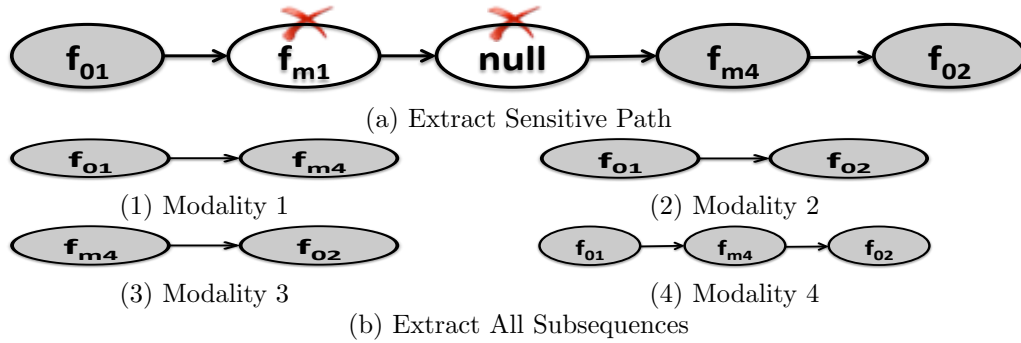 f01 fm1 null fm4 f02
(a) Extract Sensitive Path
f01 fm4 f01 f02
(1) Modality 1 (2) Modality 2
fm4 f02 f01 fm4 f02
(3) Modality 3 (4) Modality 4
(b) Extract All Subsequences